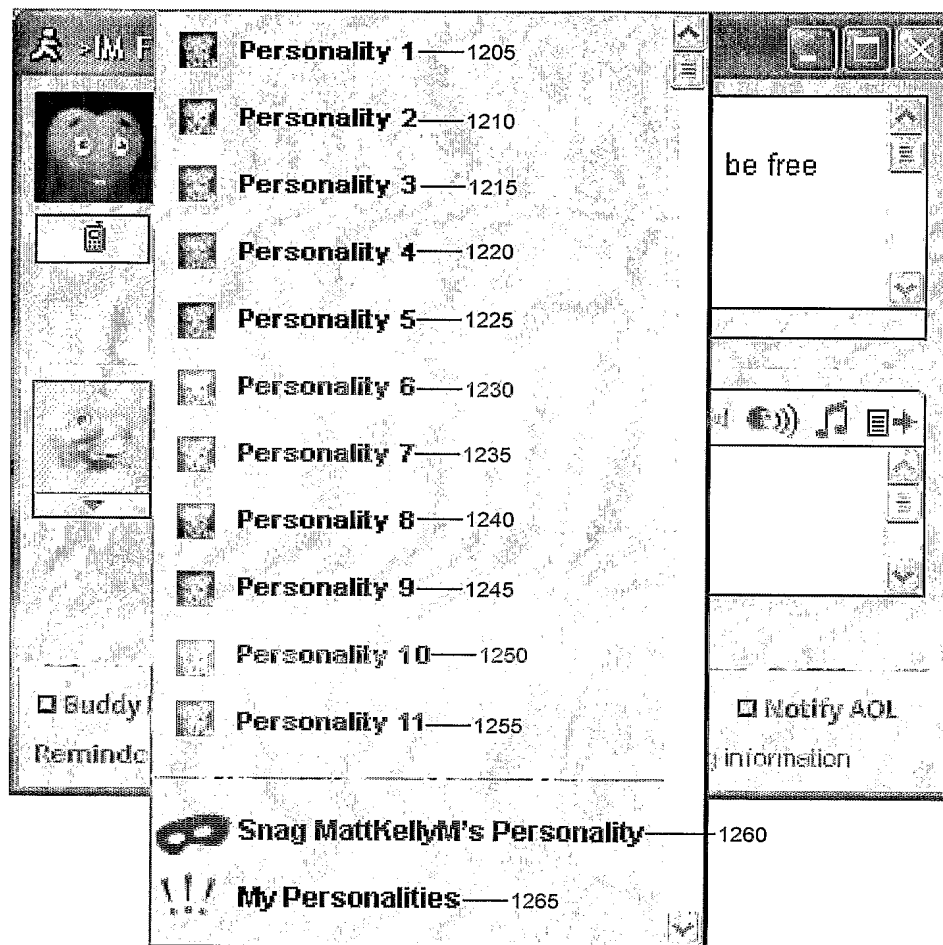 >IM F
Personality 1 1205
Personality 2 1210
be free
Personality 3 1215
Personality 4 1220
Personality 5 1225
Personality 6 1230
Personality 7 1235
Personality 8 1240
Personality 9 1245
Personality 10 1250
Personality 11 1255
Buddy
Notify AOL
Reminde
information
Snag MattKellyM's Personality 1260
My Personalities 1265